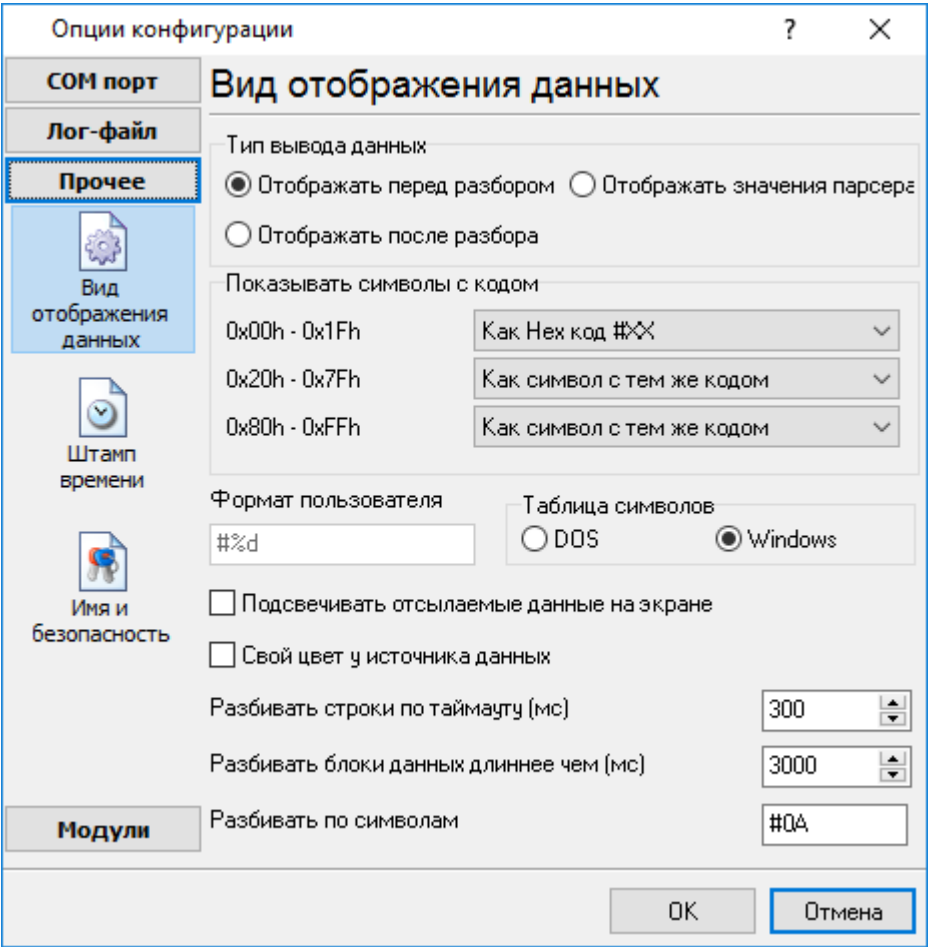 Опции конфигурации
?
COM порт
Лог-файл
Прочее
Вид
отображения
данных
Штамп
времени
Имя и
безопасность
Модули
Вид отображения данных
Тип вывода данных
Отображать перед разбором
Отображать значения парсера
Отображать после разбора
Показывать символы с кодом
0x00h - 0x1Fh
Как Hex код #XX
0x20h - 0x7Fh
Как символ с тем же кодом
0x80h - 0xFFh
Как символ с тем же кодом
Формат пользователя
#%d
Таблица символов
DOS
Windows
Подсвечивать отсылаемые данные на экране
Свой цвет у источника данных
Разбивать строки по таймауту (мс)
300
Разбивать блоки данных длиннее чем (мс)
3000
Разбивать по символам
#0A
OK
Отмена